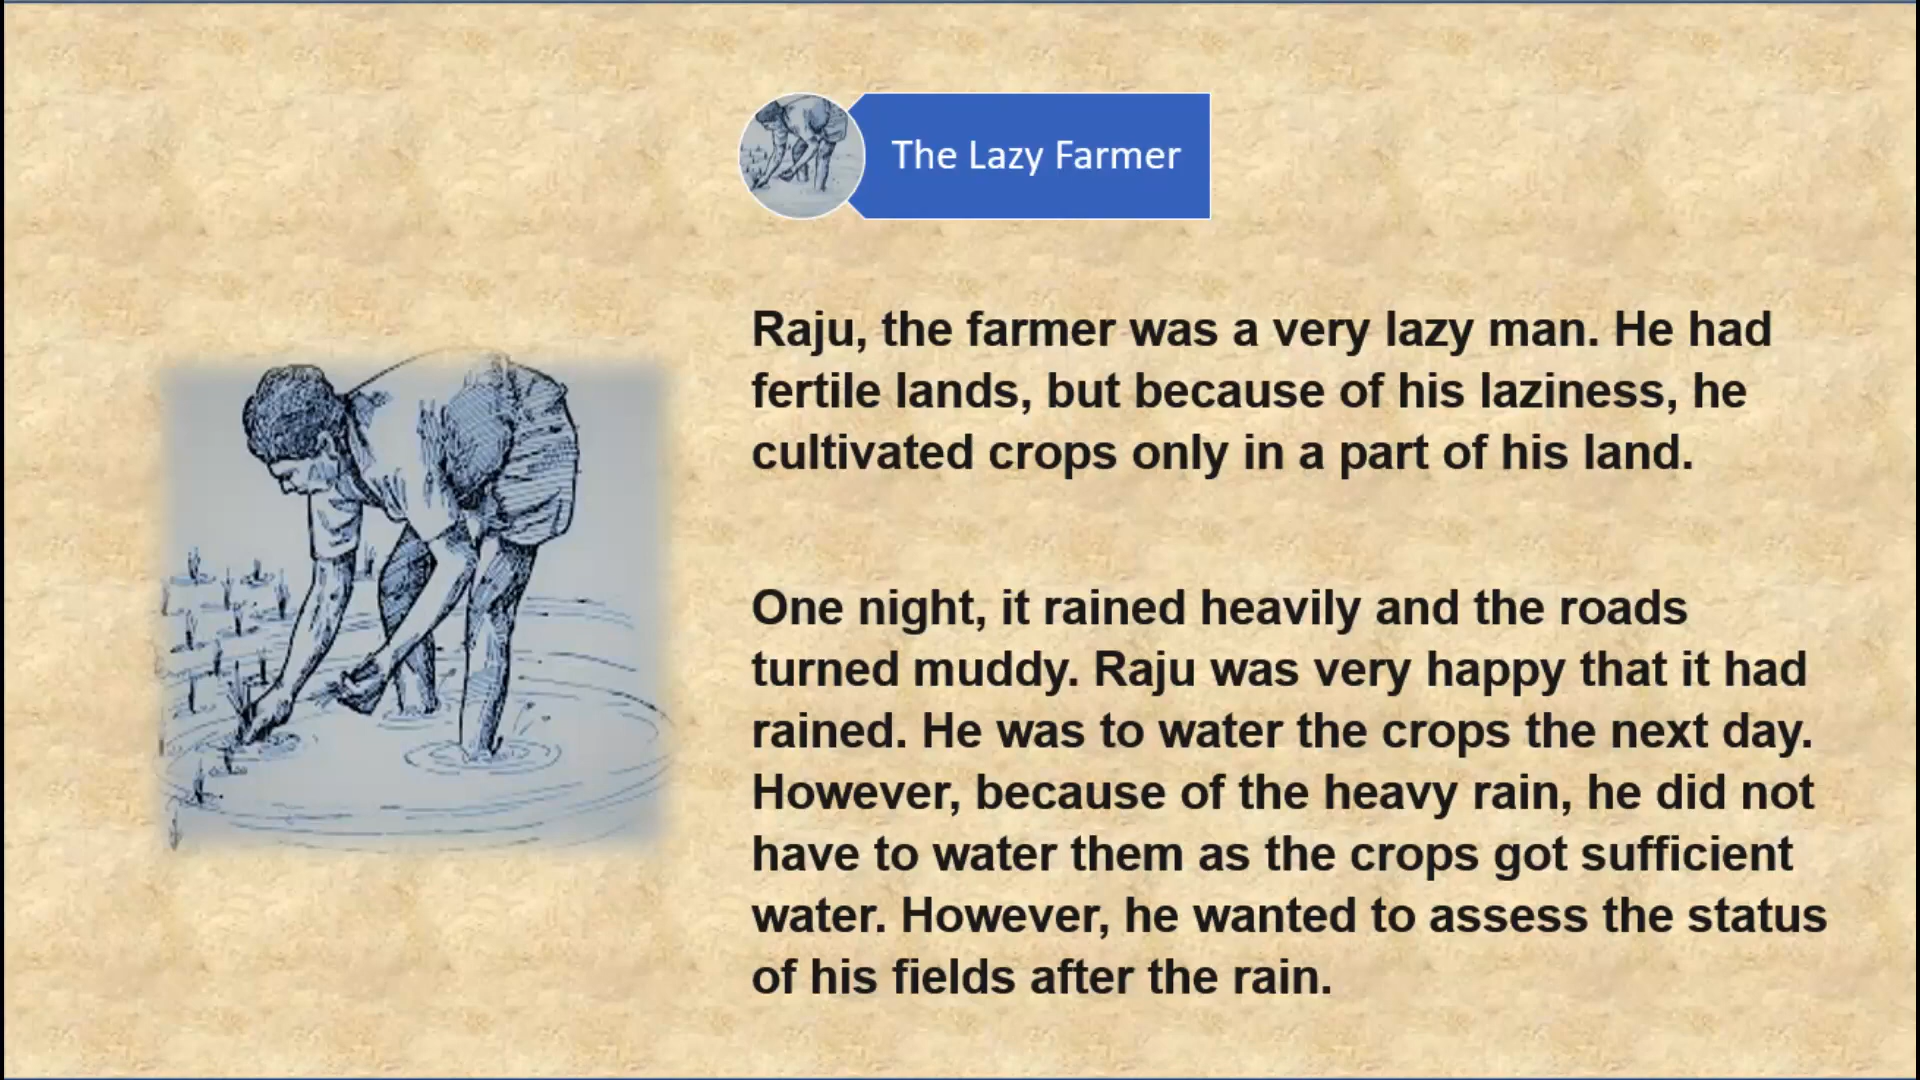 The Lazy Farmer
Raju, the farmer was a very lazy man. He had
fertile lands, but because of his laziness, he
cultivated crops only in a part of his land.
One night, it rained heavily and the roads
turned muddy. Raju was very happy that it had
rained. He was to water the crops the next day.
However, because of the heavy rain, he did not
have to water them as the crops got sufficient
water. However, he wanted to assess the status
of his fields after the rain.